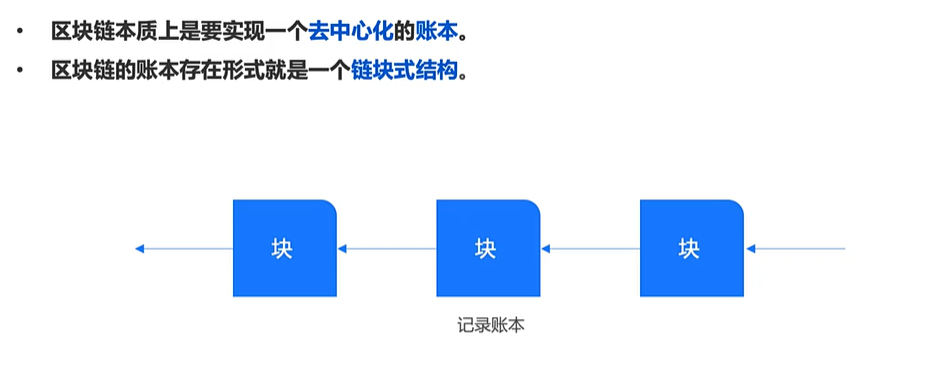 • 区块链本质上是要实现一个去中心化的账本。
• 区块链的账本存在形式就是一个链块式结构。
块 块 块
记录账本